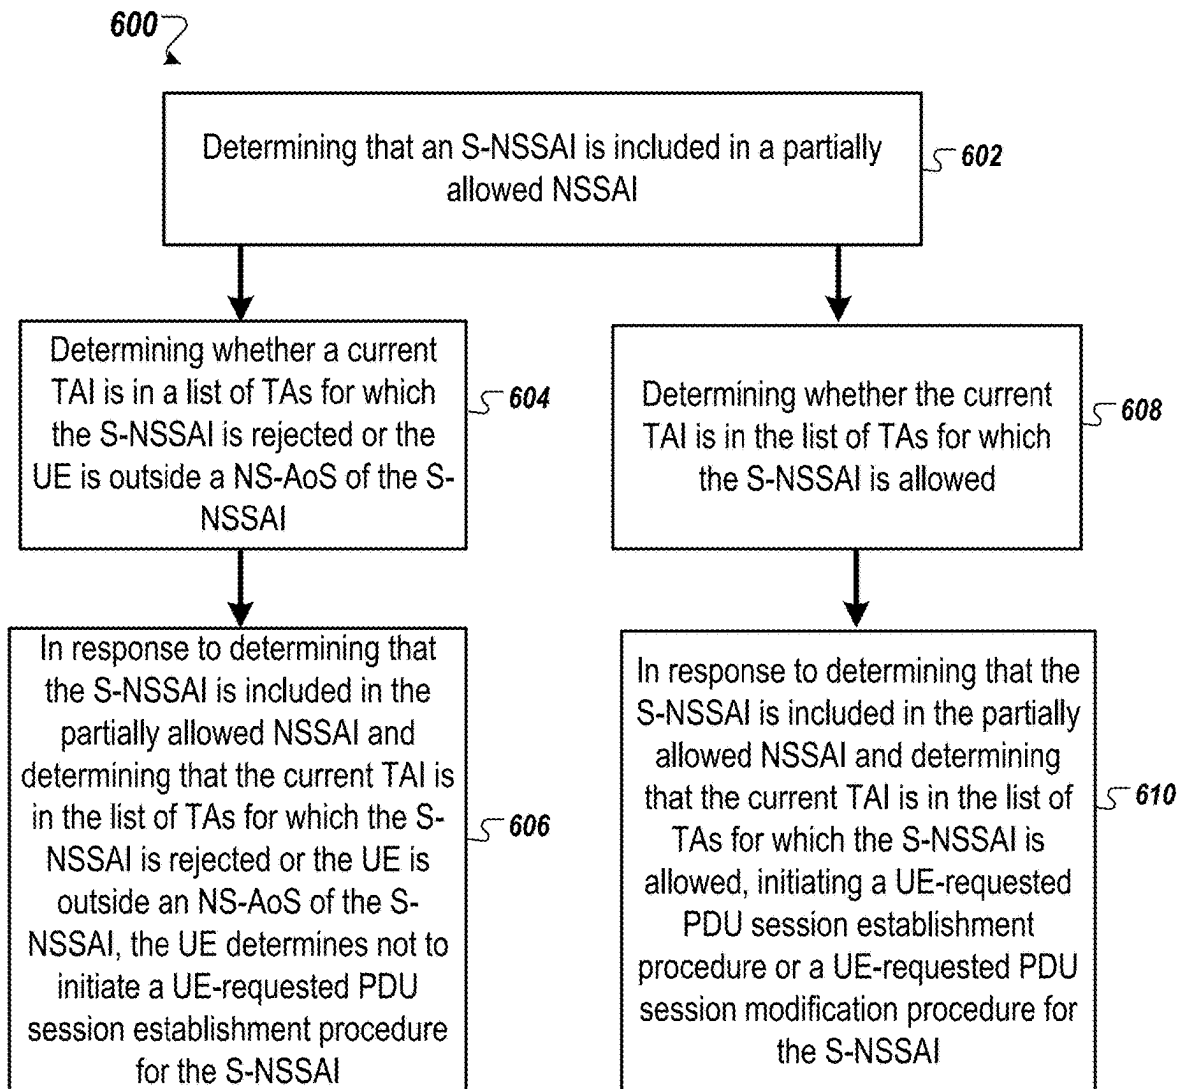 600
Determining that an S-NSSAI is included in a partially
allowed NSSAI
602
Determining whether a current
TAI is in a list of TAs for which
the S-NSSAI is rejected or the
UE is outside a NS-AoS of the S-
NSSAI
604
Determining whether the current
TAI is in the list of TAs for which
the S-NSSAI is allowed
608
In response to determining that
the S-NSSAI is included in the
partially allowed NSSAI and
determining that the current TAI is
in the list of TAs for which the S-
NSSAI is rejected or the UE is
outside an NS-AoS of the S-
NSSAI, the UE determines not to
initiate a UE-requested PDU
session establishment procedure
for the S-NSSAI
606
In response to determining that the
S-NSSAI is included in the partially
allowed NSSAI and determining
that the current TAI is in the list of
TAs for which the S-NSSAI is
allowed, initiating a UE-requested
PDU session establishment
procedure or a UE-requested PDU
session modification procedure for
the S-NSSAI
610